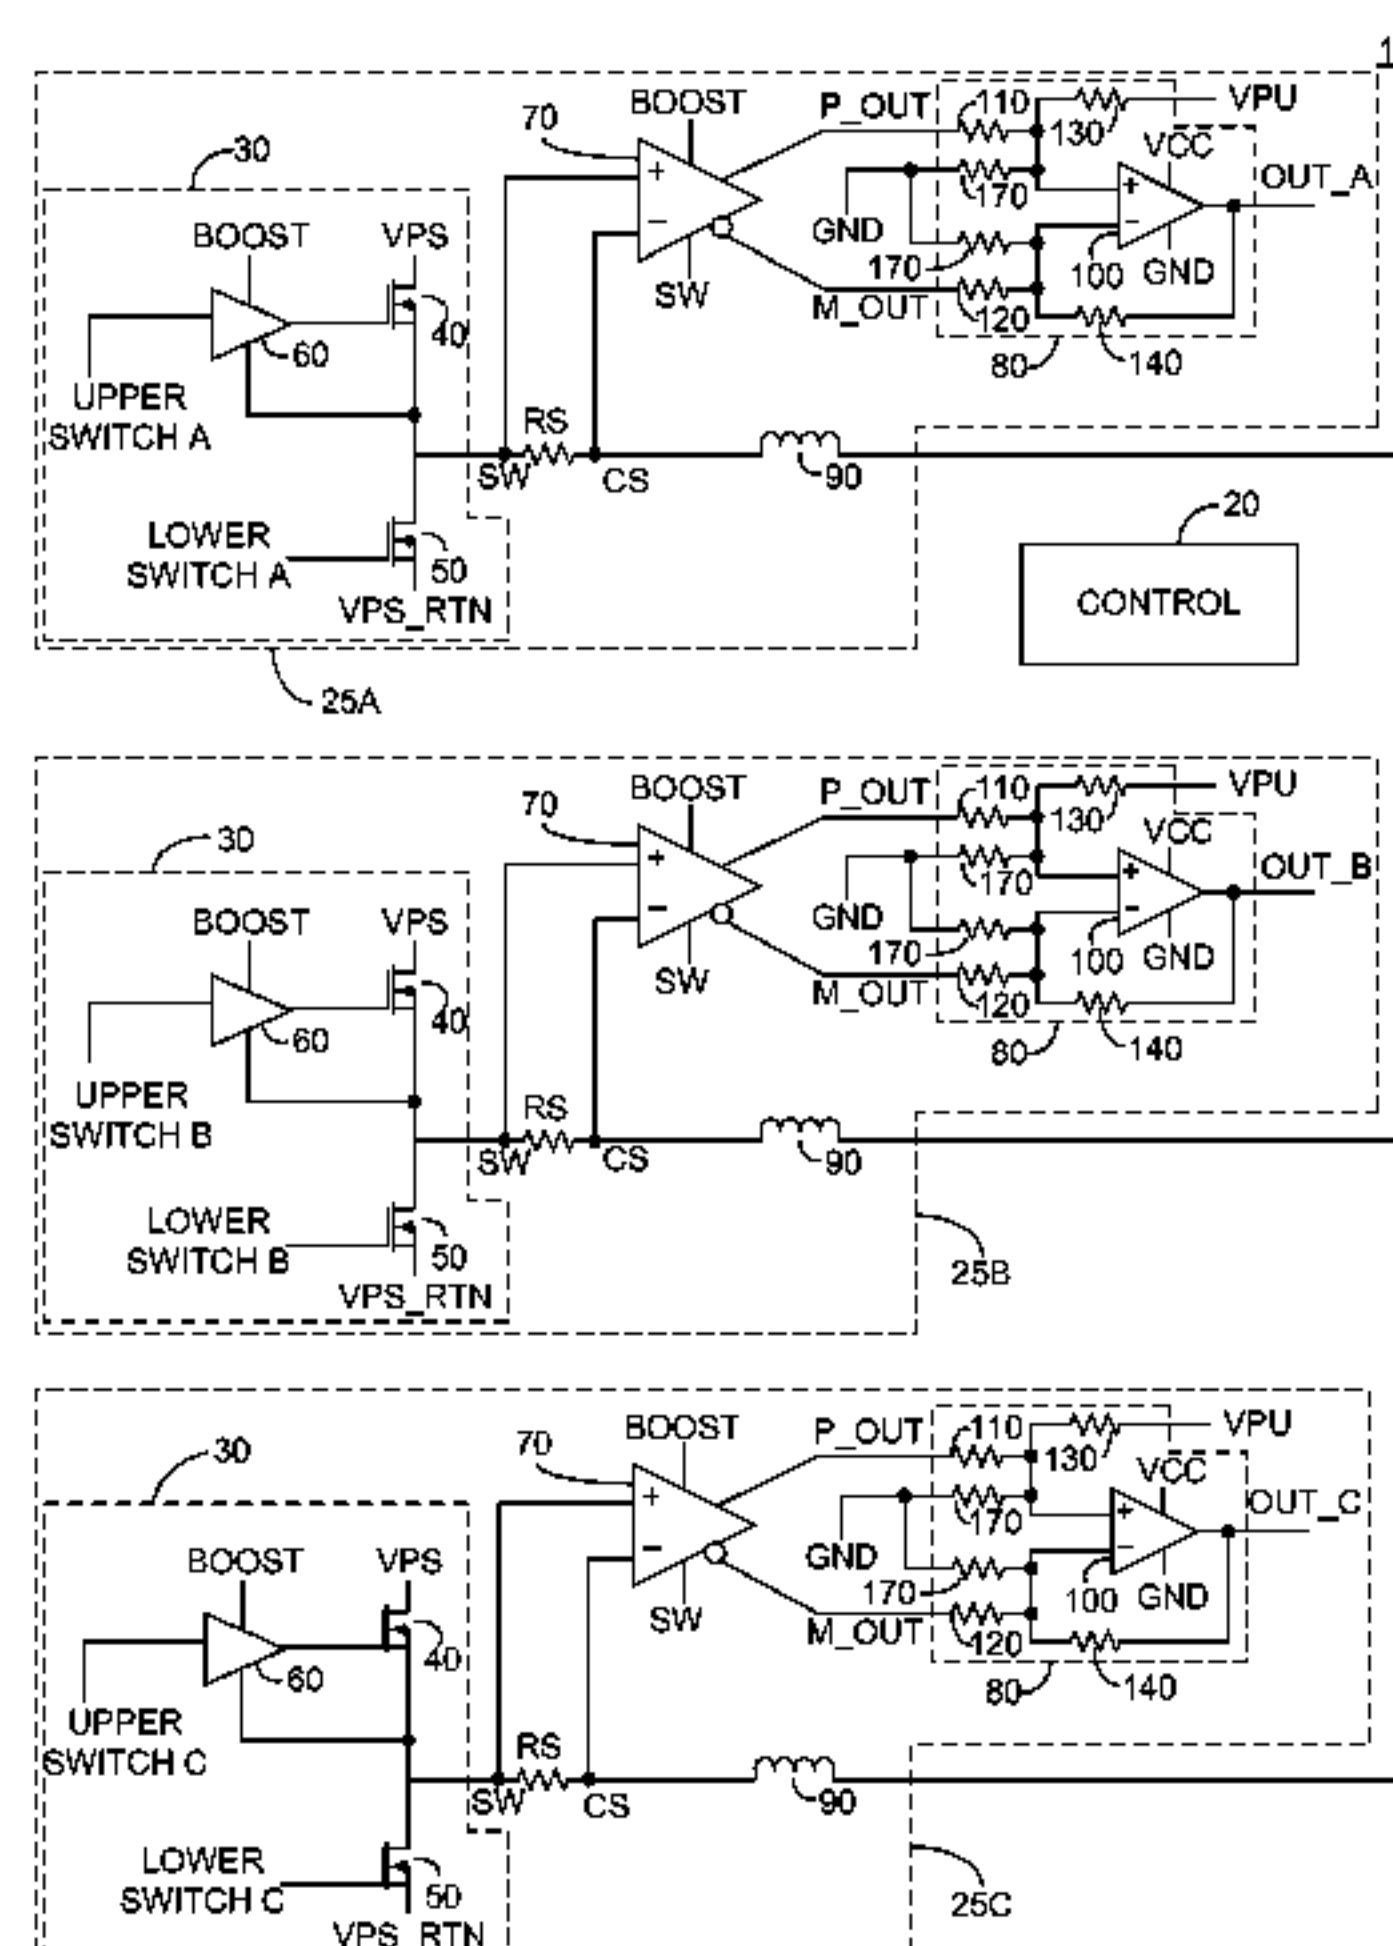 1
BOOST
P_OUT
110
VPU
70
130
VCC
30
+
170
+
OUT_A
BOOST
VPS
−
GND
−
170
100
GND
SW
M_OUT
120
40
60
80
140
UPPER
SWITCH A
RS
SW
CS
90
20
LOWER
SWITCH A
50
CONTROL
VPS_RTN
25A
BOOST
P_OUT
110
VPU
70
130
VCC
30
+
170
+
OUT_B
BOOST
VPS
−
GND
−
170
100
GND
SW
M_OUT
120
40
60
80
140
UPPER
SWITCH B
RS
SW
CS
90
LOWER
SWITCH B
50
25B
VPS_RTN
BOOST
P_OUT
110
VPU
70
130
30
VCC
+
170
+
OUT_C
BOOST
VPS
−
GND
−
170
100
GND
SW
M_OUT
120
40
60
80
140
UPPER
SWITCH C
RS
SW
CS
90
LOWER
SWITCH C
50
25C
VPS_RTN